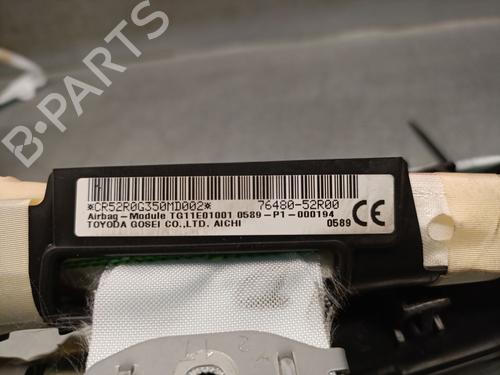 B-PARTS
*CR52R0G350MD002* 76480-52R00
Airbag-Module TG11E01001 0589-P1-000194
TOYODA GOSEI CO.,LTD. AICHI 0589 CE